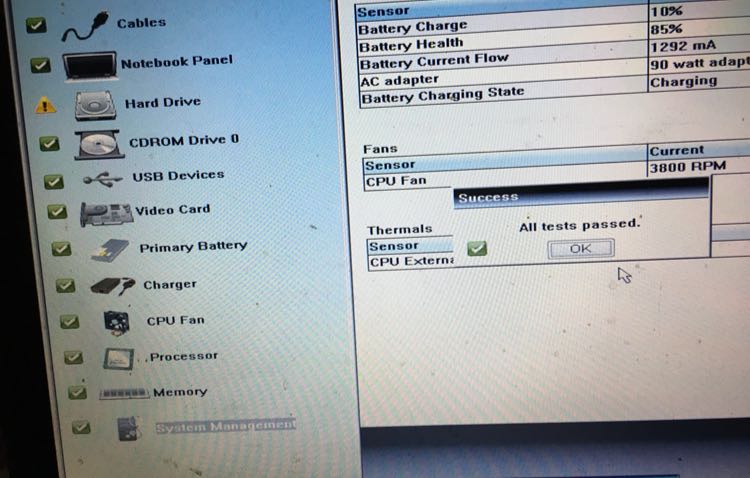 Cables
Notebook Panel
Hard Drive
CDROM Drive 0
USB Devices
Video Card
Primary Battery
Charger
CPU Fan
Processor
Memory
System Management
Sensor
Battery Charge 10%
Battery Health 85%
Battery Current Flow 1292 mA
AC adapter 90 watt adapt
Battery Charging State Charging
Fans
Sensor Current
CPU Fan 3800 RPM
Success
All tests passed.
OK
Thermals
Sensor
CPU Externa